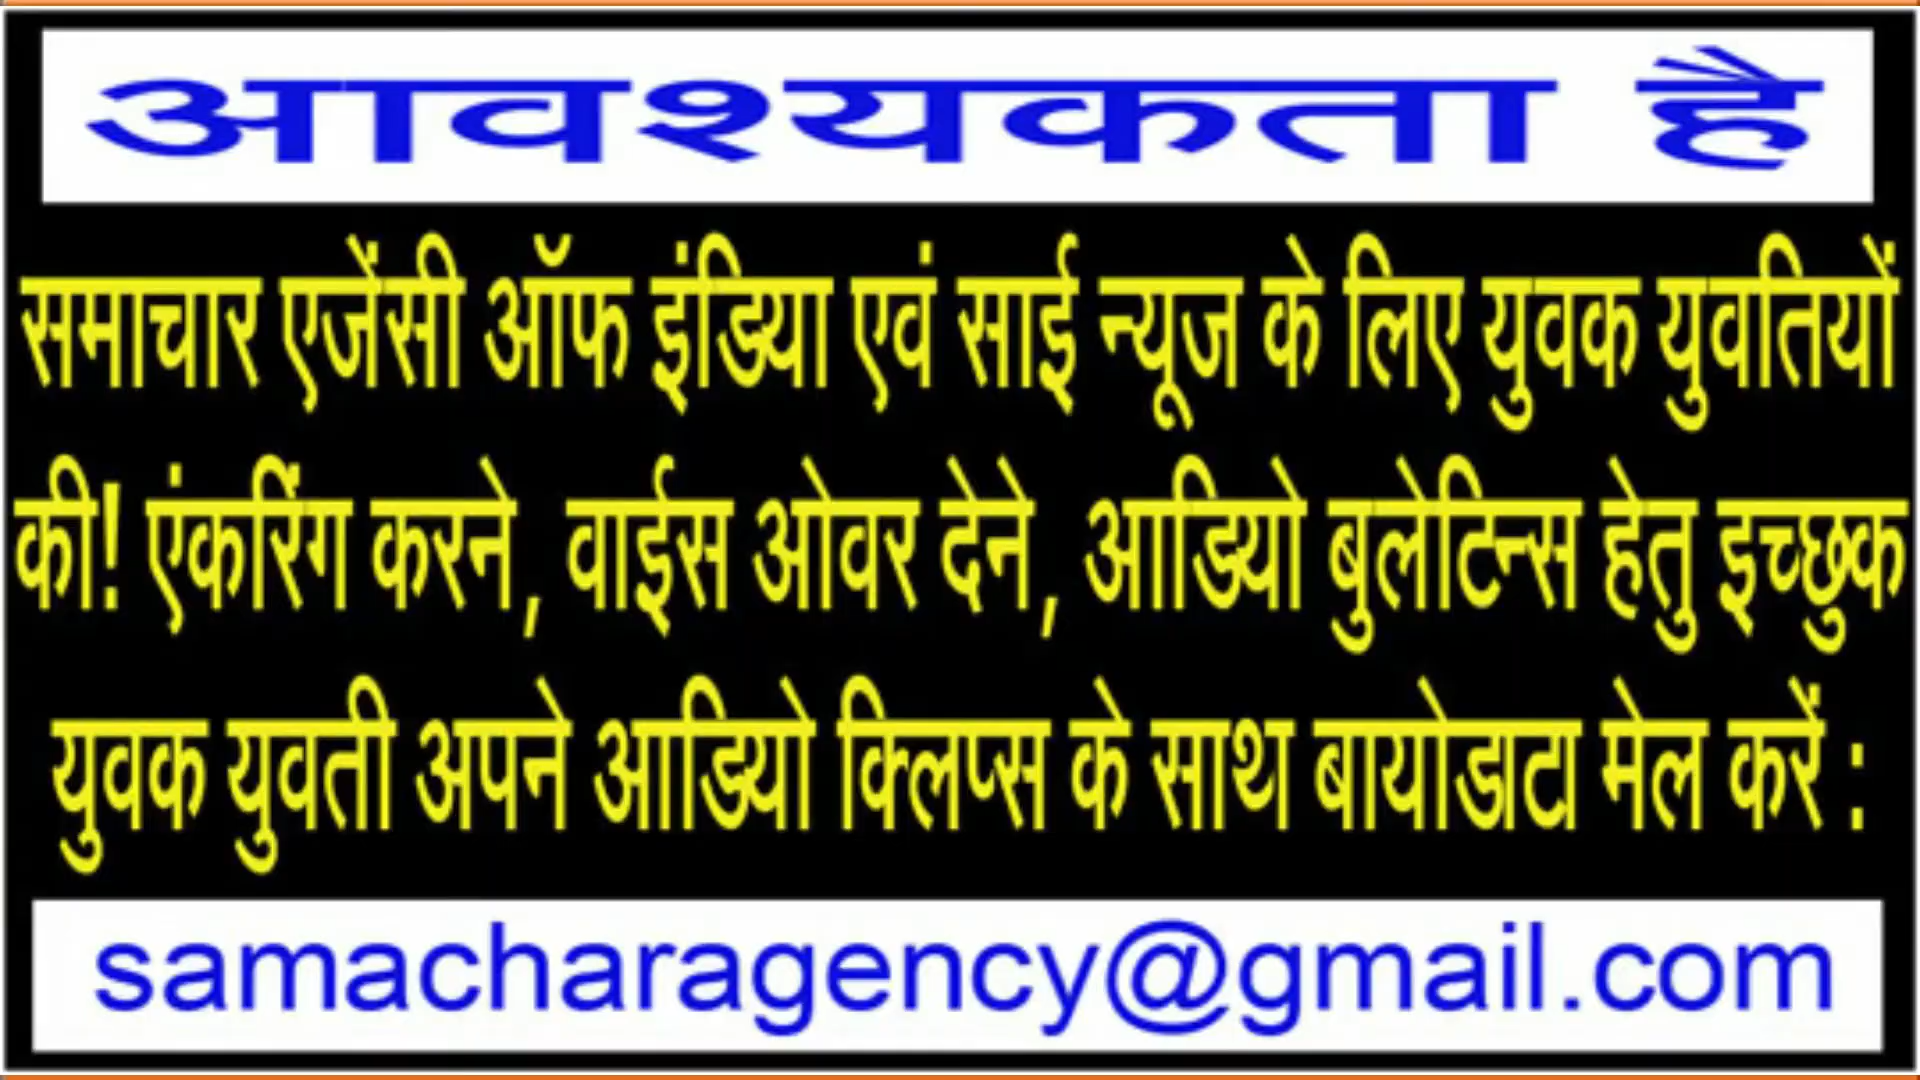 आवश्यकता है
समाचार एजेंसी ऑफ इंडिया एवं साई न्यूज के लिए युवक युवतियों
की! एंकरिंग करने, वाईस ओवर देने, आडियो बुलेटिन्स हेतु इच्छुक
युवक युवती अपने आडियो क्लिप्स के साथ बायोडाटा मेल करें :
samacharagency@gmail.com